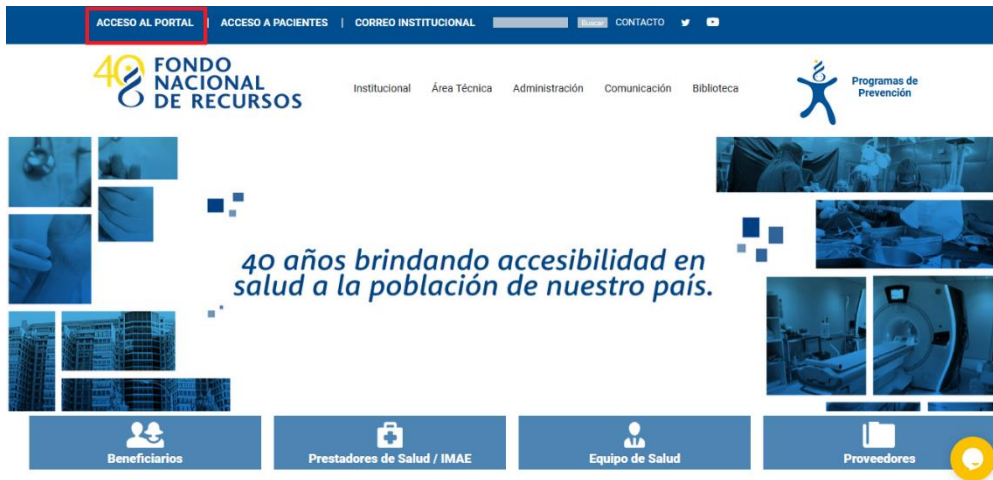 ACCESO AL PORTAL | ACCESO A PACIENTES | CORREO INSTITUCIONAL Buscar CONTACTO
40 FONDO
NACIONAL
DE RECURSOS
Institucional Área Técnica Administración Comunicación Biblioteca
Programas de
Prevención
40 años brindando accesibilidad en
salud a la población de nuestro país.
Beneficiarios
Prestadores de Salud / IMAE
Equipo de Salud
Proveedores